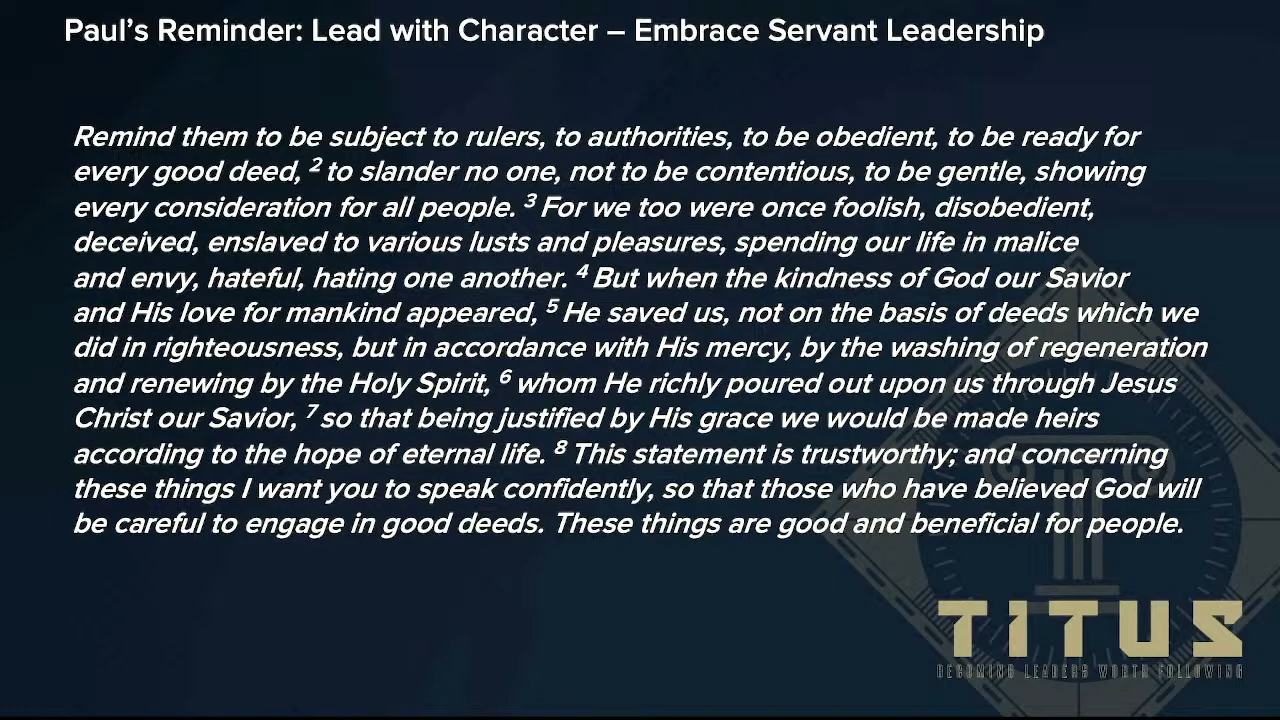 Paul’s Reminder: Lead with Character – Embrace Servant Leadership
Remind them to be subject to rulers, to authorities, to be obedient, to be ready for
every good deed, 2 to slander no one, not to be contentious, to be gentle, showing
every consideration for all people. 3 For we too were once foolish, disobedient,
deceived, enslaved to various lusts and pleasures, spending our life in malice
and envy, hateful, hating one another. 4 But when the kindness of God our Savior
and His love for mankind appeared, 5 He saved us, not on the basis of deeds which we
did in righteousness, but in accordance with His mercy, by the washing of regeneration
and renewing by the Holy Spirit, 6 whom He richly poured out upon us through Jesus
Christ our Savior, 7 so that being justified by His grace we would be made heirs
according to the hope of eternal life. 8 This statement is trustworthy; and concerning
these things I want you to speak confidently, so that those who have believed God will
be careful to engage in good deeds. These things are good and beneficial for people.
TITUS
BECOMING LEADERS WORTH FOLLOWING